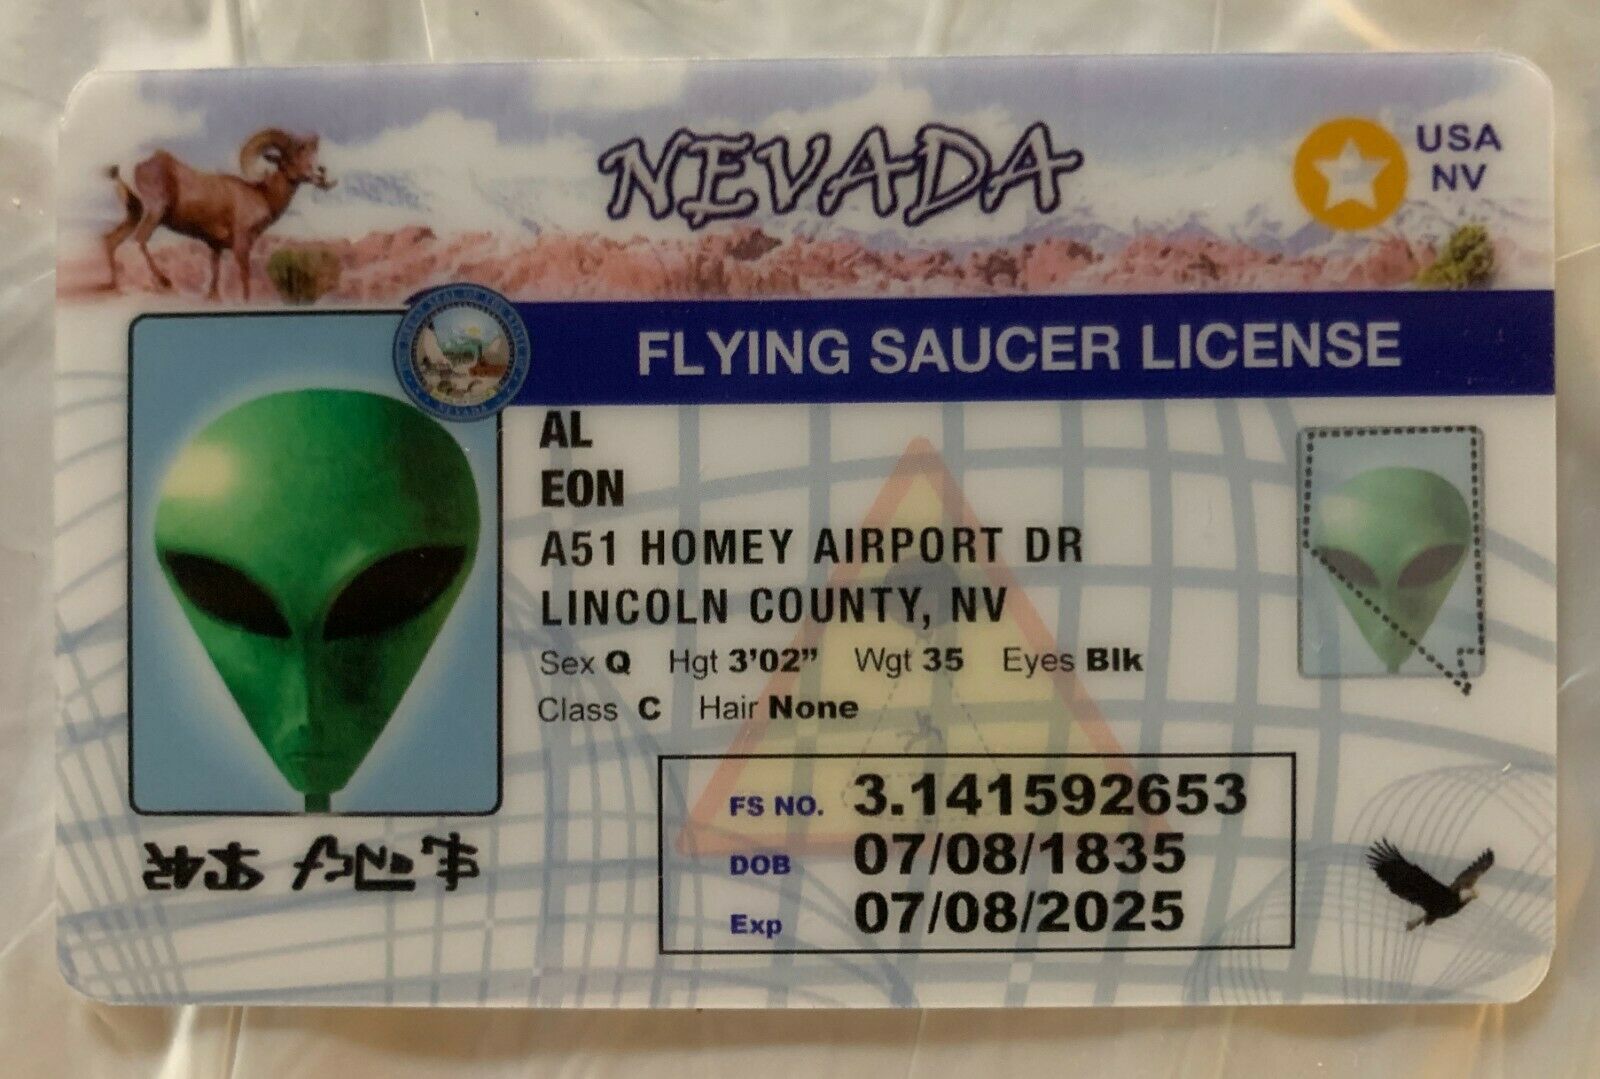 NEVADA
USA
NV
FLYING SAUCER LICENSE
AL
EON
A51 HOMEY AIRPORT DR
LINCOLN COUNTY, NV
Sex Q Hgt 3'02” Wgt 35 Eyes Blk
Class C Hair None
FS NO. 3.141592653
DOB 07/08/1835
Exp 07/08/2025